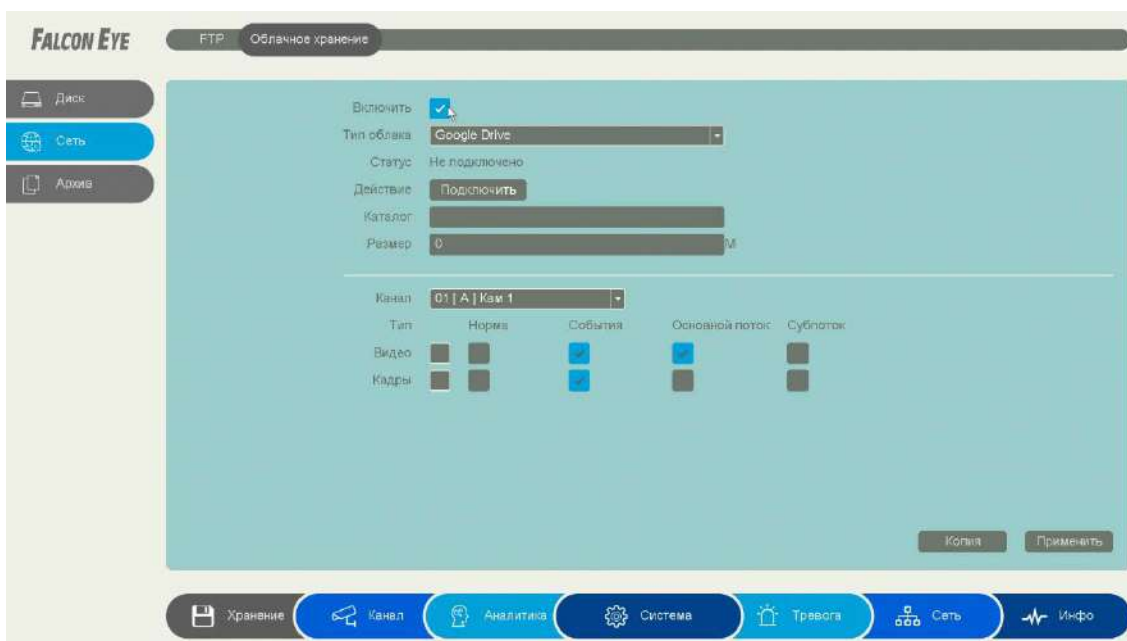 FALCON EYE
FTP Облачное хранение
Диск
Сеть
Архив
Включить
Тип облака Google Drive
Статус Не подключено
Действие Подключить
Каталог
Размер 0 M
Канал 01 | A | Кам 1
Тип Норма События Основной поток Субпоток
Видео
Кадры
Копия Применить
Хранение Канал Аналитика Система Тревога Сеть Инфо